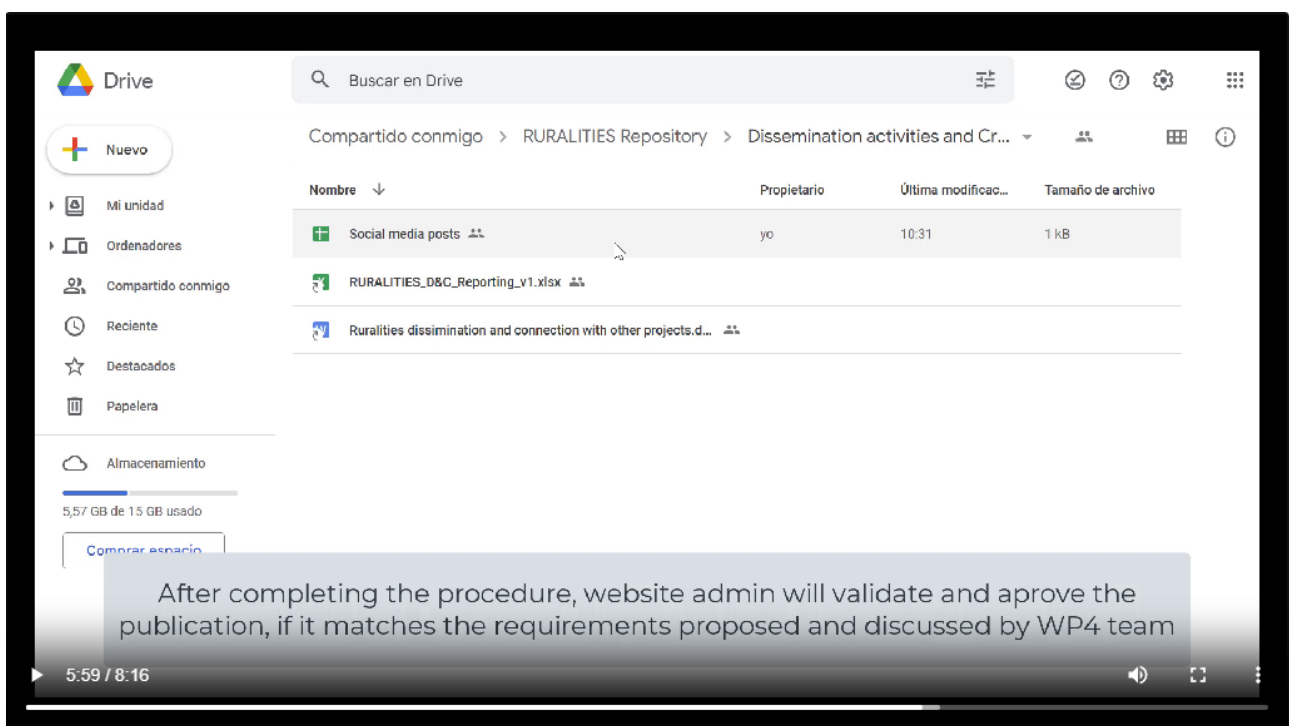 Drive
Buscar en Drive
Nuevo
Compartido conmigo > RURALITIES Repository > Dissemination activities and Cr...
Nombre Propietario Última modificac... Tamaño de archivo
Mi unidad
Ordenadores
Compartido conmigo
Reciente
Destacados
Papelera
Almacenamiento
5,57 GB de 15 GB usado
Comprar espacio
Social media posts yo 10:31 1 kB
RURALITIES_D&C_Reporting_v1.xlsx
Ruralities dissimination and connection with other projects.d...
After completing the procedure, website admin will validate and aprove the
publication, if it matches the requirements proposed and discussed by WP4 team
5:59 / 8:16